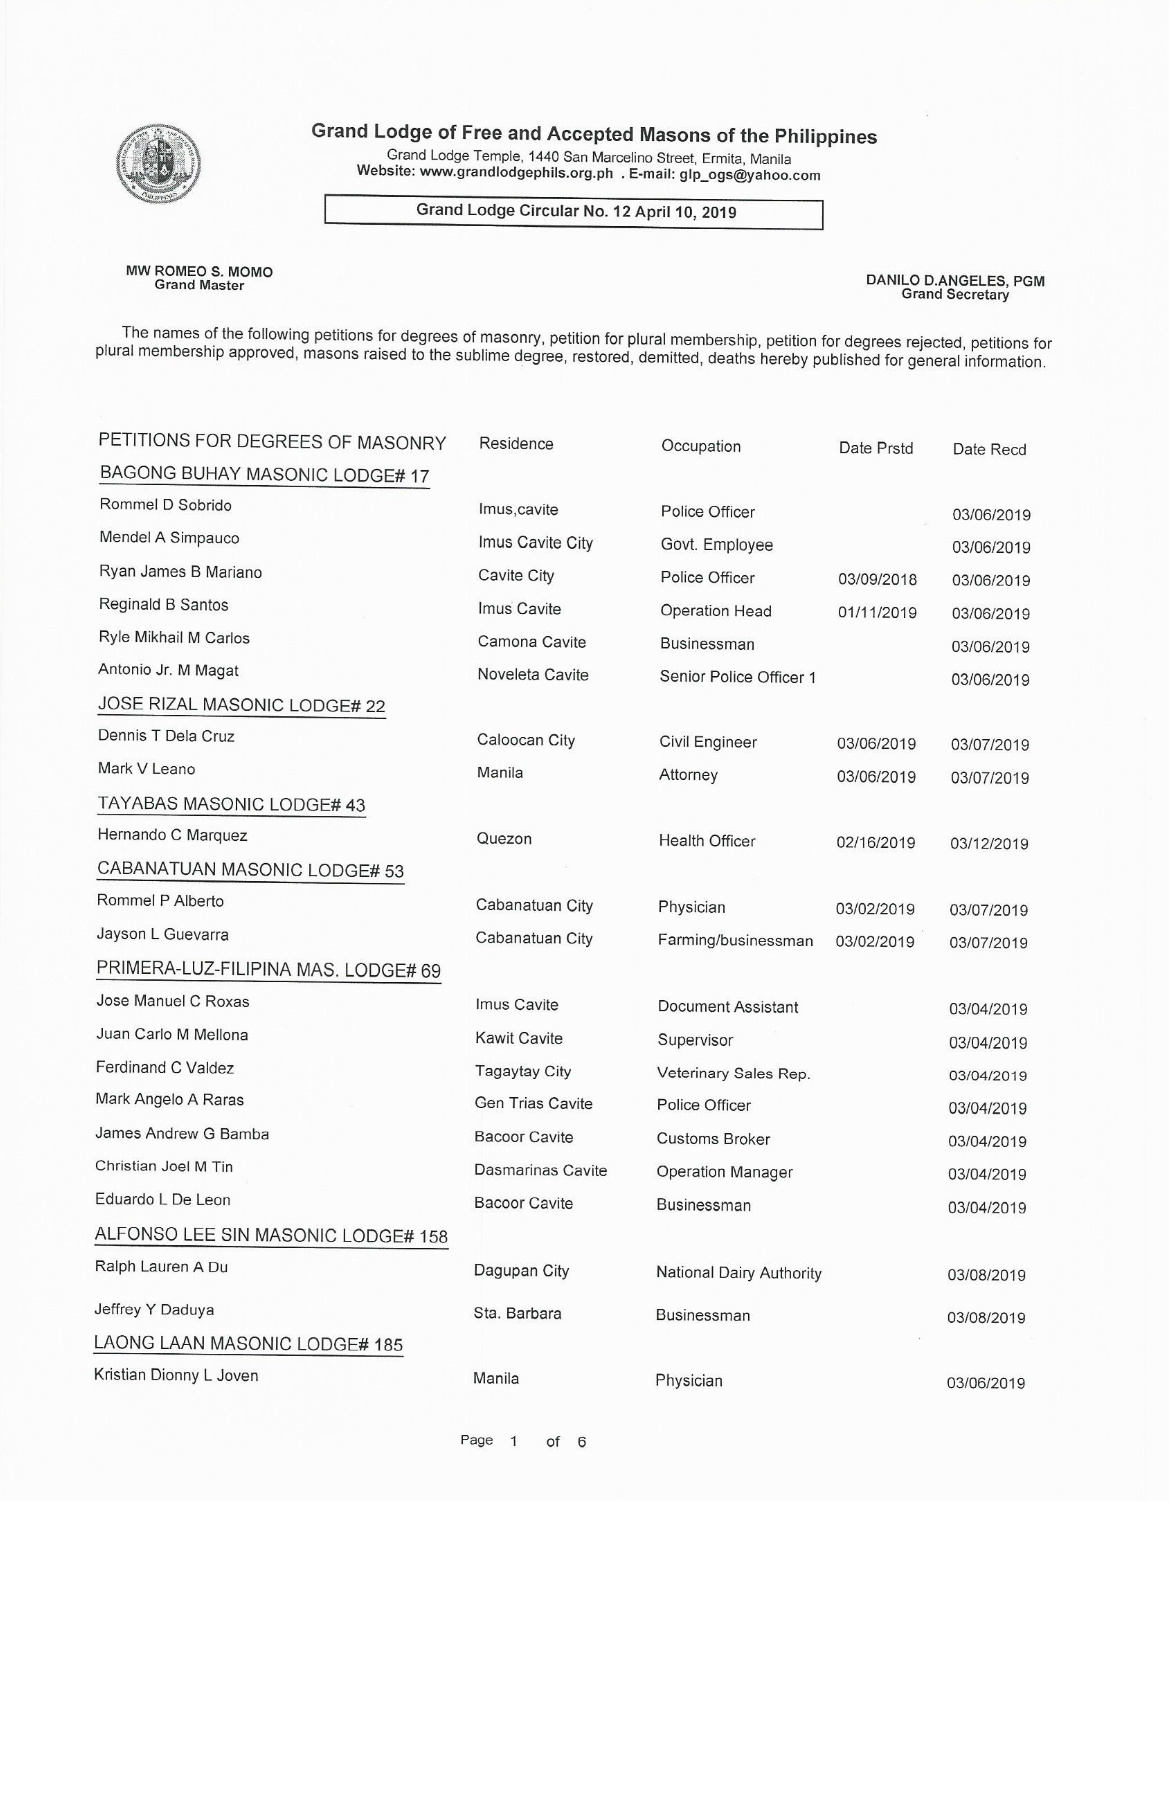 Grand Lodge of Free and Accepted Masons of the Philippines
Grand Lodge Temple, 1440 San Marcelino Street, Ermita, Manila
Website: www.grandlodgephils.org.ph . E-mail: glp_ogs@yahoo.com
Grand Lodge Circular No. 12 April 10, 2019
MW ROMEO S. MOMO
Grand Master
DANILO D.ANGELES, PGM
Grand Secretary
The names of the following petitions for degrees of masonry, petition for plural membership, petition for degrees rejected, petitions for
plural membership approved, masons raised to the sublime degree, restored, demitted, deaths hereby published for general information.
PETITIONS FOR DEGREES OF MASONRY Residence Occupation Date Prstd Date Recd
BAGONG BUHAY MASONIC LODGE# 17
Rommel D Sobrido Imus,cavite Police Officer 03/06/2019
Mendel A Simpauco Imus Cavite City Govt. Employee 03/06/2019
Ryan James B Mariano Cavite City Police Officer 03/09/2018 03/06/2019
Reginald B Santos Imus Cavite Operation Head 01/11/2019 03/06/2019
Ryle Mikhail M Carlos Camona Cavite Businessman 03/06/2019
Antonio Jr. M Magat Noveleta Cavite Senior Police Officer 1 03/06/2019
JOSE RIZAL MASONIC LODGE# 22
Dennis T Dela Cruz Caloocan City Civil Engineer 03/06/2019 03/07/2019
Mark V Leano Manila Attorney 03/06/2019 03/07/2019
TAYABAS MASONIC LODGE# 43
Hernando C Marquez Quezon Health Officer 02/16/2019 03/12/2019
CABANATUAN MASONIC LODGE# 53
Rommel P Alberto Cabanatuan City Physician 03/02/2019 03/07/2019
Jayson L Guevarra Cabanatuan City Farming/businessman 03/02/2019 03/07/2019
PRIMERA-LUZ-FILIPINA MAS. LODGE# 69
Jose Manuel C Roxas Imus Cavite Document Assistant 03/04/2019
Juan Carlo M Mellona Kawit Cavite Supervisor 03/04/2019
Ferdinand C Valdez Tagaytay City Veterinary Sales Rep. 03/04/2019
Mark Angelo A Raras Gen Trias Cavite Police Officer 03/04/2019
James Andrew G Bamba Bacoor Cavite Customs Broker 03/04/2019
Christian Joel M Tin Dasmarinas Cavite Operation Manager 03/04/2019
Eduardo L De Leon Bacoor Cavite Businessman 03/04/2019
ALFONSO LEE SIN MASONIC LODGE# 158
Ralph Lauren A Du Dagupan City National Dairy Authority 03/08/2019
Jeffrey Y Daduya Sta. Barbara Businessman 03/08/2019
LAONG LAAN MASONIC LODGE# 185
Kristian Dionny L Joven Manila Physician 03/06/2019
Page 1 of 6